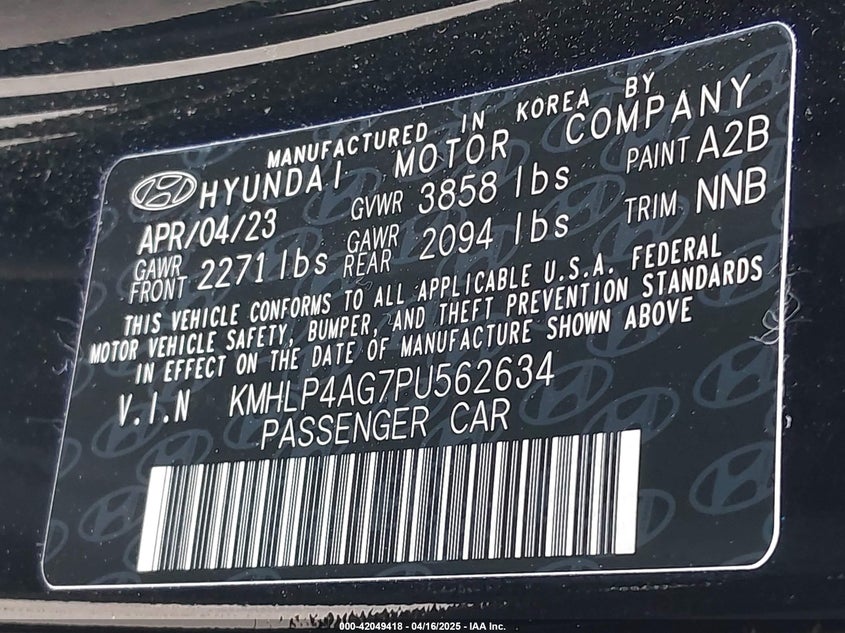 MANUFACTURED IN KOREA BY
HYUNDAI MOTOR COMPANY
APR/04/23 GVWR 3858 lbs PAINT A2B
GAWR FRONT 2271 lbs GAWR REAR 2094 lbs TRIM NNB
THIS VEHICLE CONFORMS TO ALL APPLICABLE U.S.A. FEDERAL
MOTOR VEHICLE SAFETY, BUMPER, AND THEFT PREVENTION STANDARDS
IN EFFECT ON THE DATE OF MANUFACTURE SHOWN ABOVE
V.I.N KMHLP4AG7PU562634
PASSENGER CAR
000-42049418 - 04/16/2025 - IAA Inc.